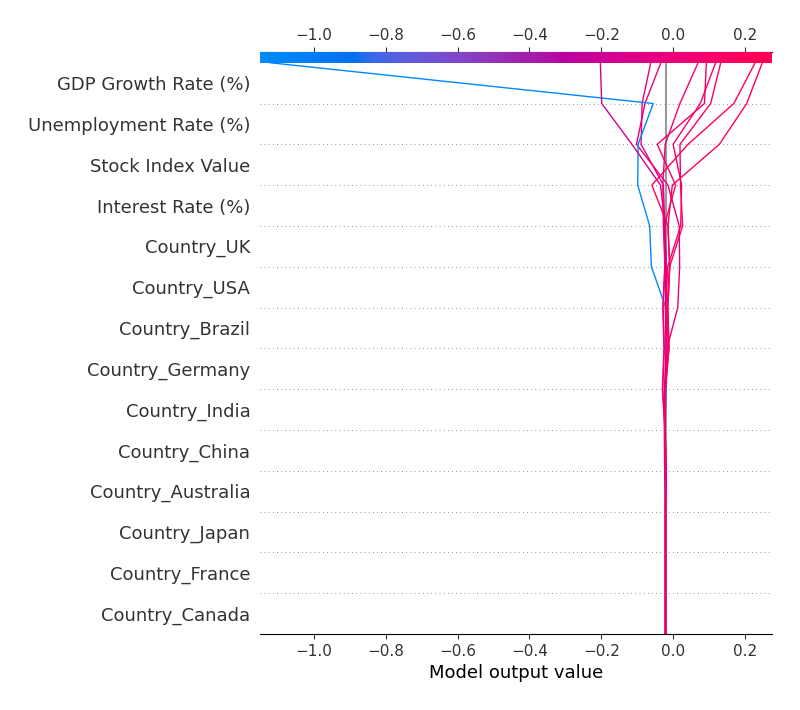 −1.0 −0.8 −0.6 −0.4 −0.2 0.0 0.2
GDP Growth Rate (%)
Unemployment Rate (%)
Stock Index Value
Interest Rate (%)
Country_UK
Country_USA
Country_Brazil
Country_Germany
Country_India
Country_China
Country_Australia
Country_Japan
Country_France
Country_Canada
−1.0 −0.8 −0.6 −0.4 −0.2 0.0 0.2
Model output value